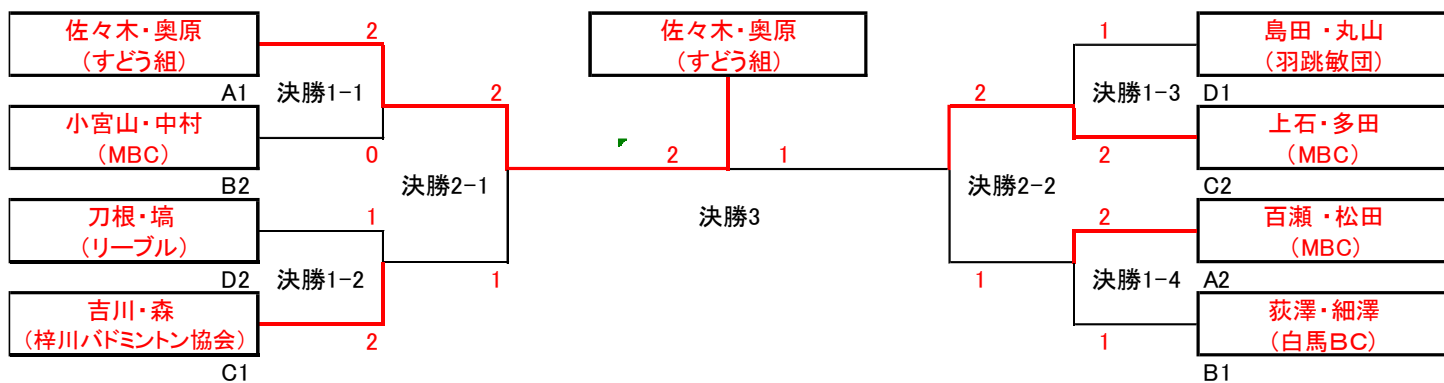 佐々木・奥原
(すどう組)
2
佐々木・奥原
(すどう組)
1
島田 ・丸山
(羽跳敏団)
A1
決勝1-1
2
2
決勝1-3
D1
小宮山・中村
(MBC)
0
2
1
2
上石・多田
(MBC)
B2
決勝2-1
決勝3
決勝2-2
C2
刀根・塙
(リーブル)
1
2
百瀬 ・松田
(MBC)
D2
決勝1-2
1
1
決勝1-4
A2
吉川・森
(梓川バドミントン協会)
2
1
荻澤・細澤
(白馬BC)
C1
B1